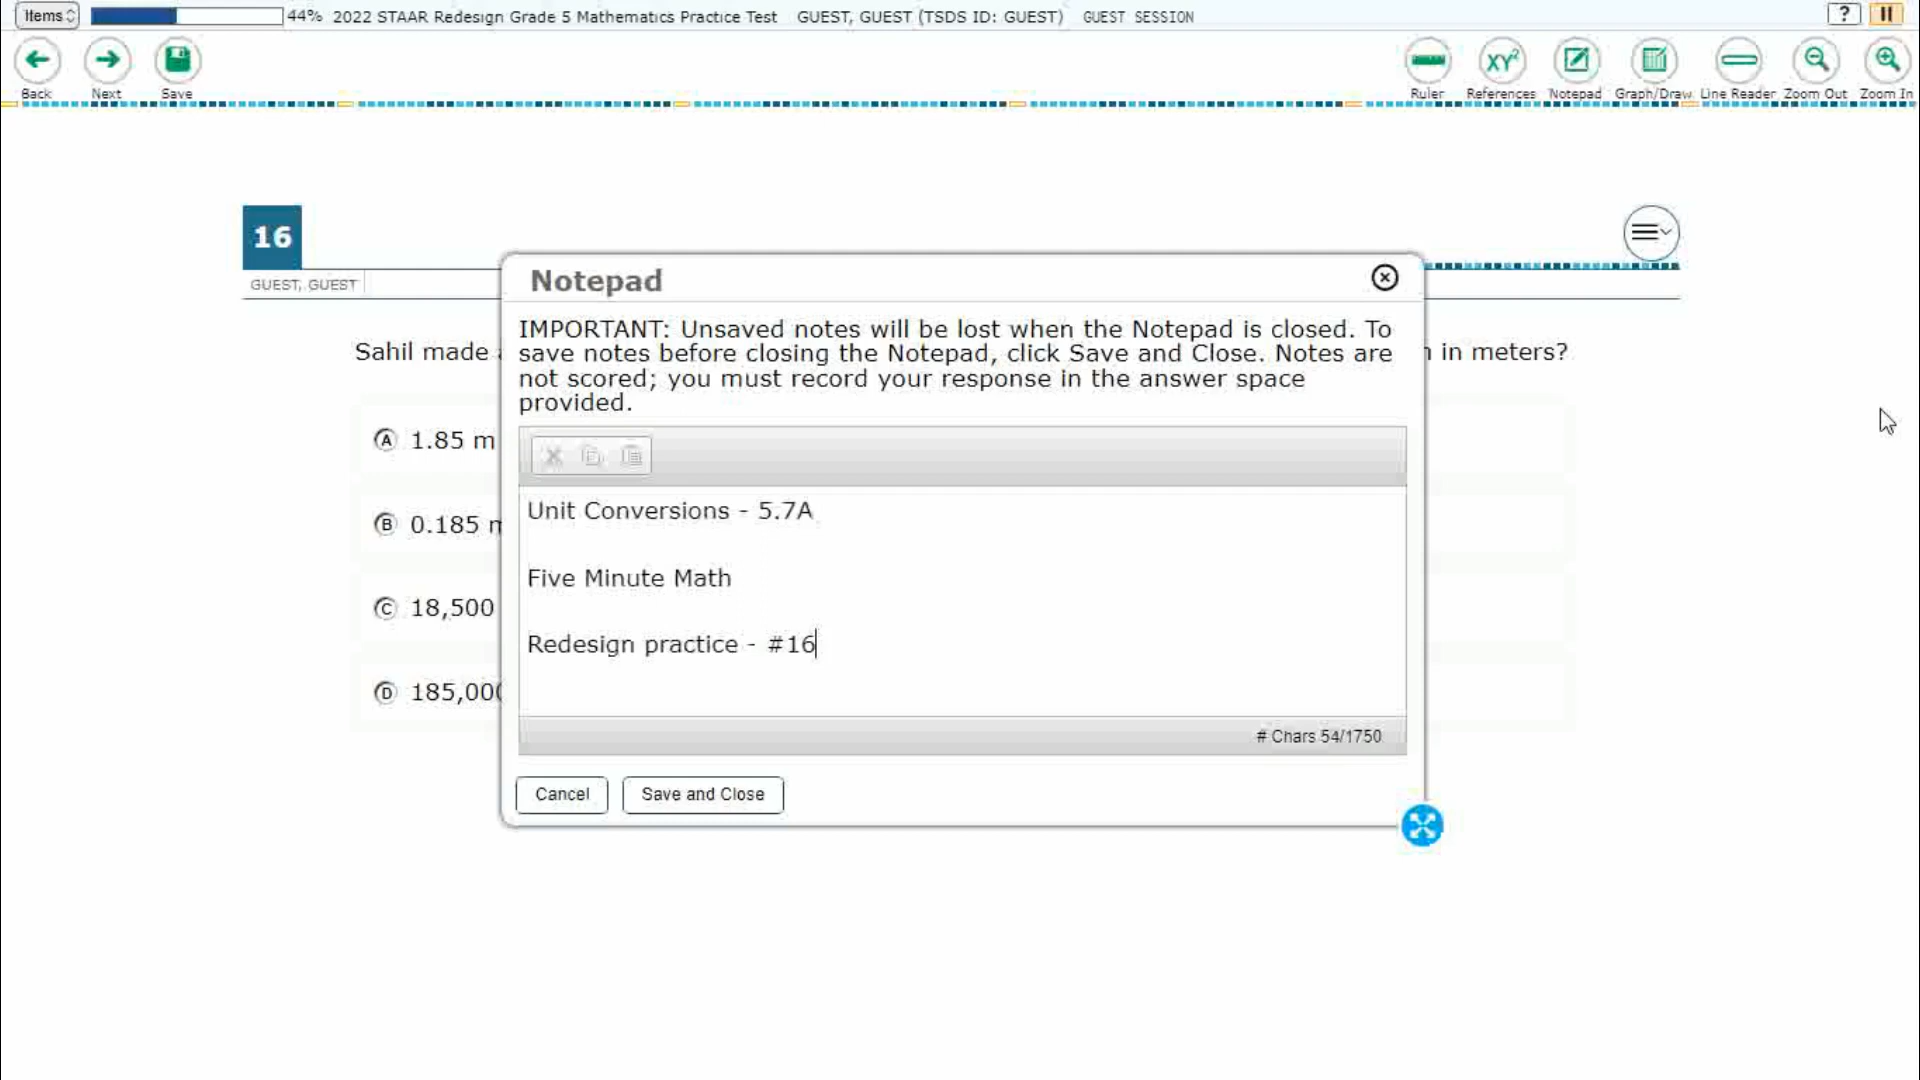 Items 44% 2022 STAAR Redesign Grade 5 Mathematics Practice Test GUEST, GUEST (TSDS ID: GUEST) GUEST SESSION ?
Back Next Save Ruler References Notepad Graph/Draw Line Reader Zoom Out Zoom In
XY²
16
GUEST, GUEST
Notepad
IMPORTANT: Unsaved notes will be lost when the Notepad is closed. To
save notes before closing the Notepad, click Save and Close. Notes are
not scored; you must record your response in the answer space
provided.
Sahil made in meters?
A 1.85 m
B 0.185
C 18,500
D 185,000
Unit Conversions - 5.7A
Five Minute Math
Redesign practice - #16
# Chars 54/1750
Cancel Save and Close